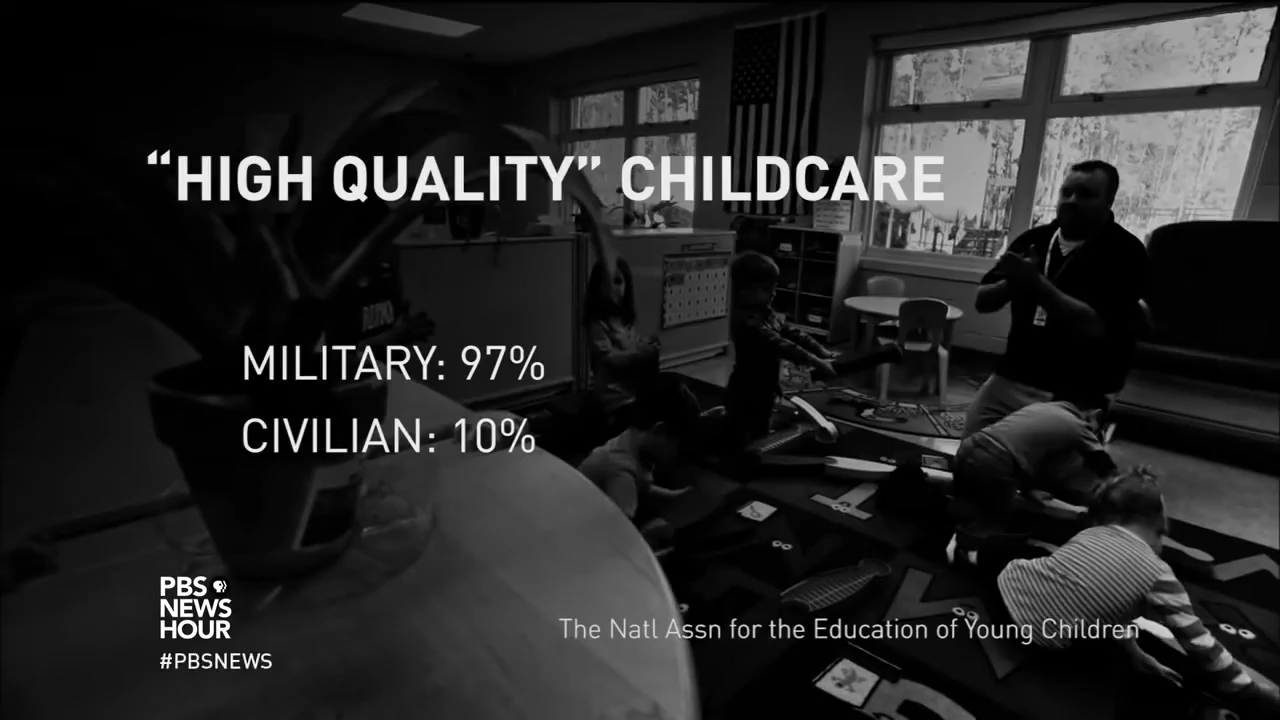 “HIGH QUALITY” CHILDCARE
MILITARY: 97%
CIVILIAN: 10%
PBS
NEWS
HOUR
#PBSNEWS
The Natl Assn for the Education of Young Children